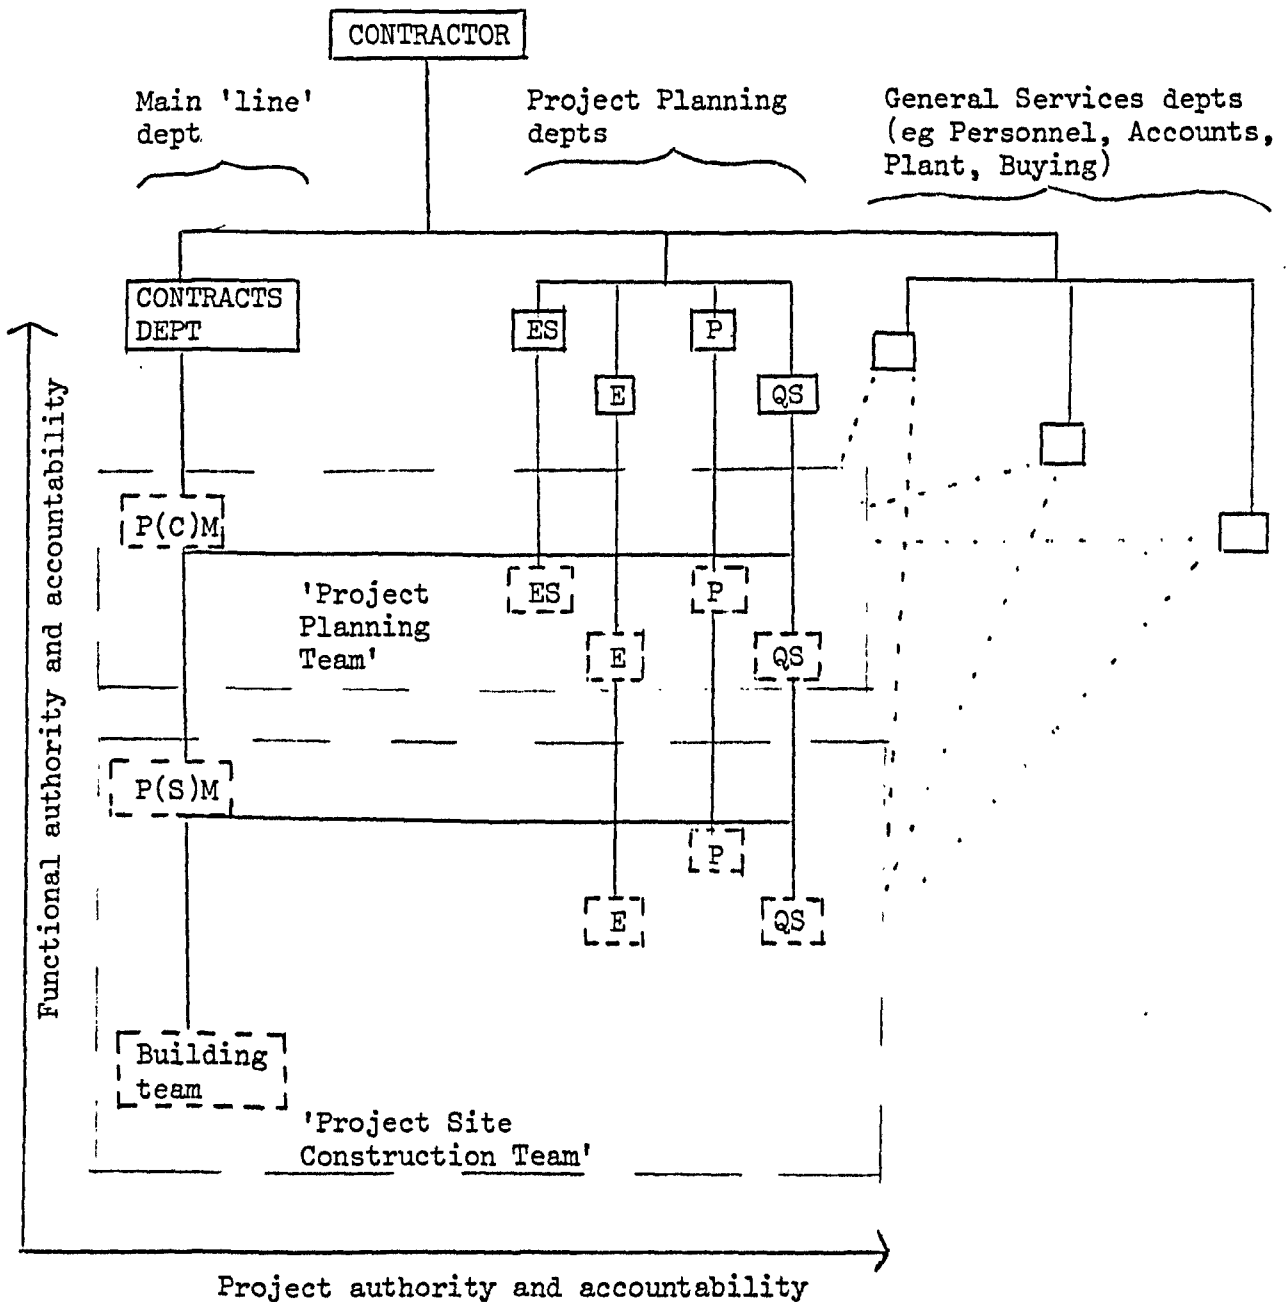 CONTRACTOR
Main 'line'
dept
Project Planning
depts
General Services depts
(eg Personnel, Accounts,
Plant, Buying)
CONTRACTS
DEPT
ES
P
E
QS
P(C)M
'Project
Planning
Team'
ES
P
E
QS
P(S)M
P
E
QS
Building
team
'Project Site
Construction Team'
Functional authority and accountability
Project authority and accountability